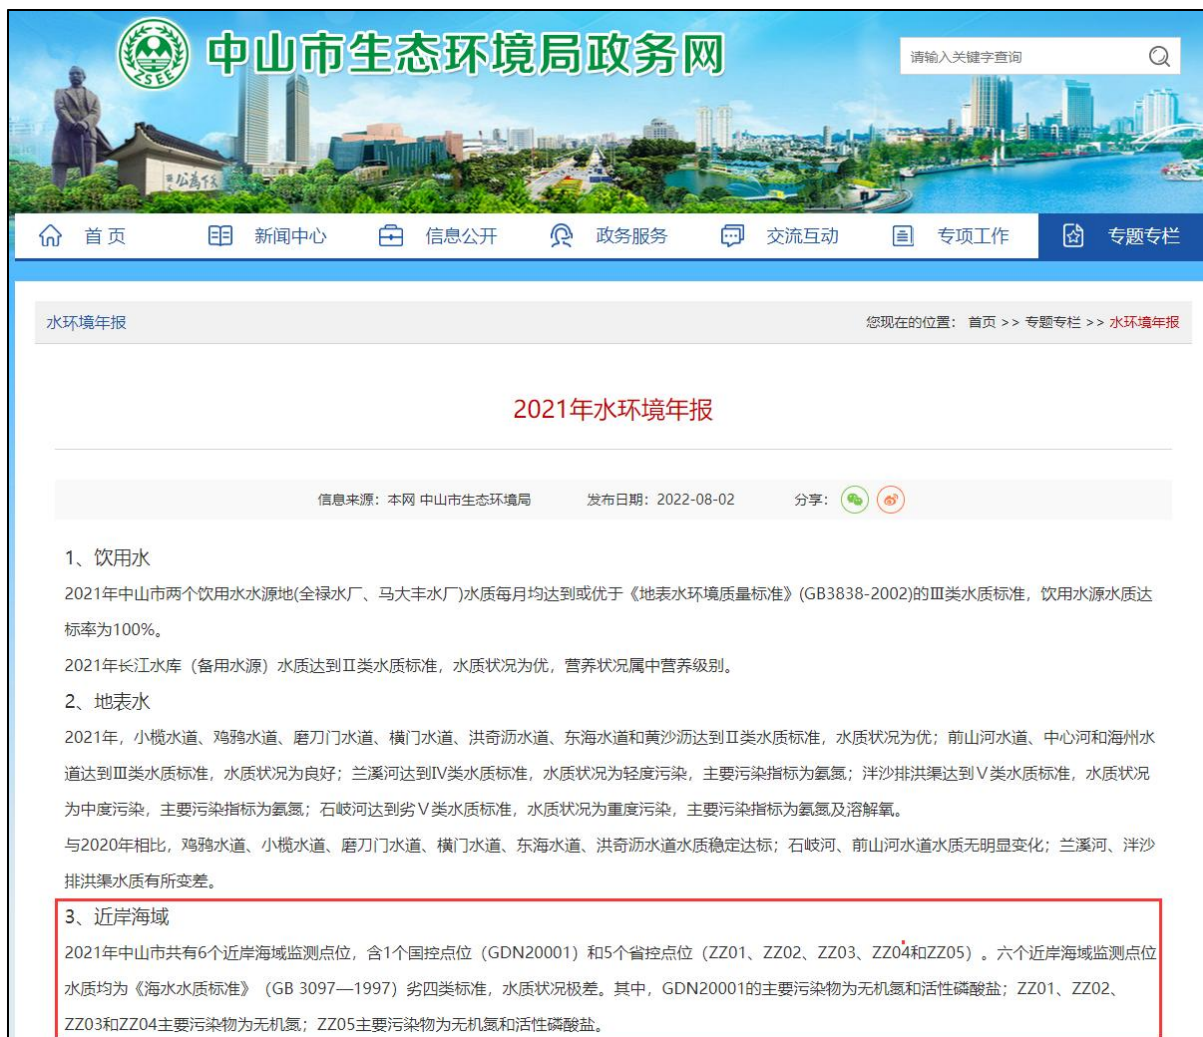 中山市生态环境局政务网
ZSEE
请输入关键字查询
天下为公
首 页
新闻中心
信息公开
政务服务
交流互动
专项工作
专题专栏
水环境年报
您现在的位置： 首页 >> 专题专栏 >> 水环境年报
2021年水环境年报
信息来源：本网 中山市生态环境局 发布日期：2022-08-02 分享：
1、饮用水
2021年中山市两个饮用水水源地(全禄水厂、马大丰水厂)水质每月均达到或优于《地表水环境质量标准》(GB3838-2002)的Ⅲ类水质标准，饮用水源水质达
标率为100%。
2021年长江水库（备用水源）水质达到Ⅱ类水质标准，水质状况为优，营养状况属中营养级别。
2、地表水
2021年，小榄水道、鸡鸦水道、磨刀门水道、横门水道、洪奇沥水道、东海水道和黄沙沥达到Ⅱ类水质标准，水质状况为优；前山河水道、中心河和海州水
道达到Ⅲ类水质标准，水质状况为良好；兰溪河达到Ⅳ类水质标准，水质状况为轻度污染，主要污染指标为氨氮；泮沙排洪渠达到Ⅴ类水质标准，水质状况
为中度污染，主要污染指标为氨氮；石岐河达到劣Ⅴ类水质标准，水质状况为重度污染，主要污染指标为氨氮及溶解氧。
与2020年相比，鸡鸦水道、小榄水道、磨刀门水道、横门水道、东海水道、洪奇沥水道水质稳定达标；石岐河、前山河水道水质无明显变化；兰溪河、泮沙
排洪渠水质有所变差。
3、近岸海域
2021年中山市共有6个近岸海域监测点位，含1个国控点位（GDN20001）和5个省控点位（ZZ01、ZZ02、ZZ03、ZZ04和ZZ05）。六个近岸海域监测点位
水质均为《海水水质标准》（GB 3097—1997）劣四类标准，水质状况极差。其中，GDN20001的主要污染物为无机氮和活性磷酸盐；ZZ01、ZZ02、
ZZ03和ZZ04主要污染物为无机氮；ZZ05主要污染物为无机氮和活性磷酸盐。